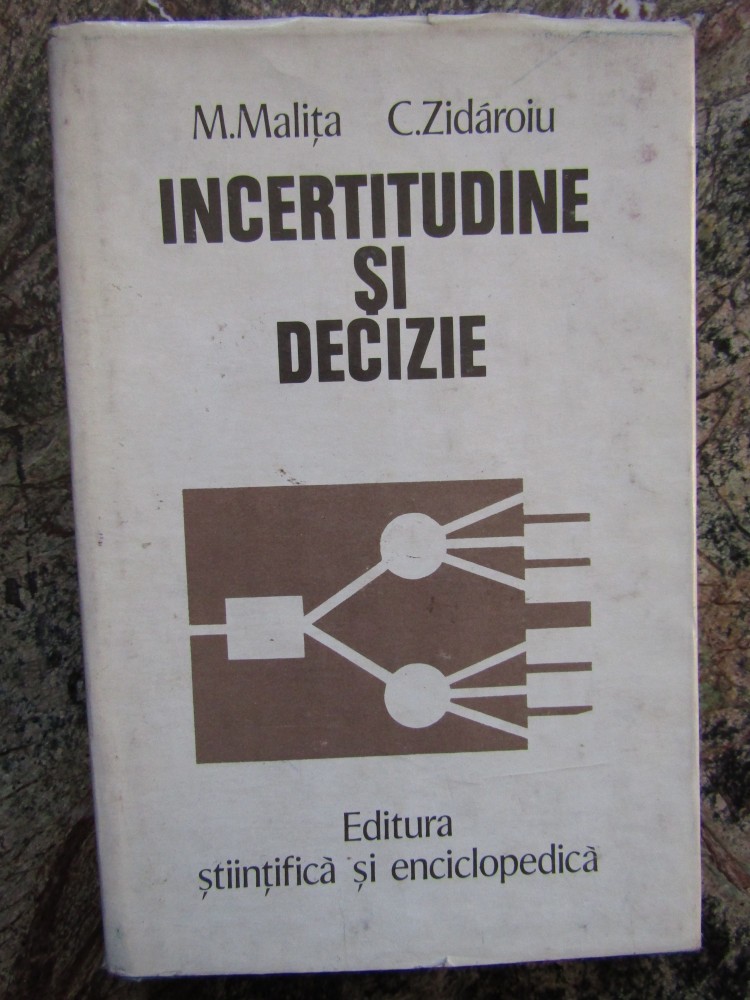 M.Malița C.Zidăroiu
INCERTITUDINE
ȘI
DECIZIE
Editura
științifică și enciclopedică